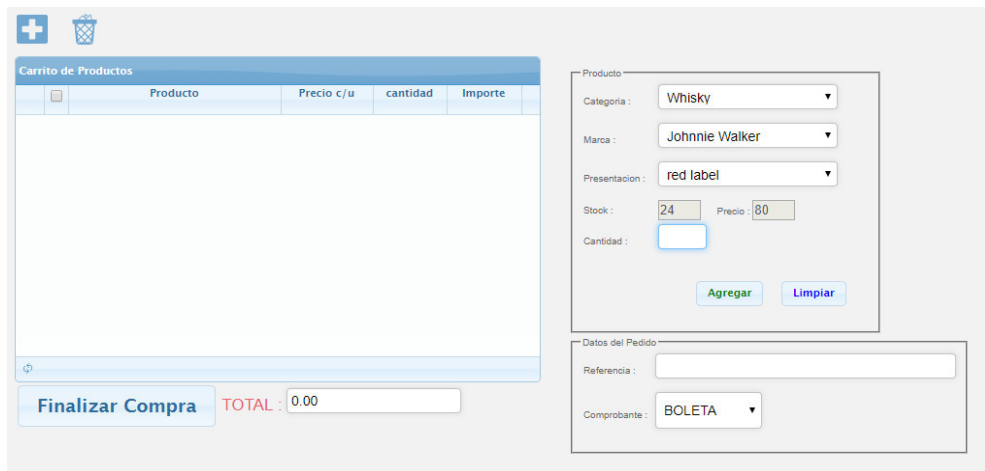 Carrito de Productos
Producto Precio c/u cantidad Importe
Finalizar Compra TOTAL : 0.00
Producto
Categoria : Whisky
Marca : Johnnie Walker
Presentacion : red label
Stock : 24 Precio : 80
Cantidad :
Agregar Limpiar
Datos del Pedido
Referencia :
Comprobante : BOLETA